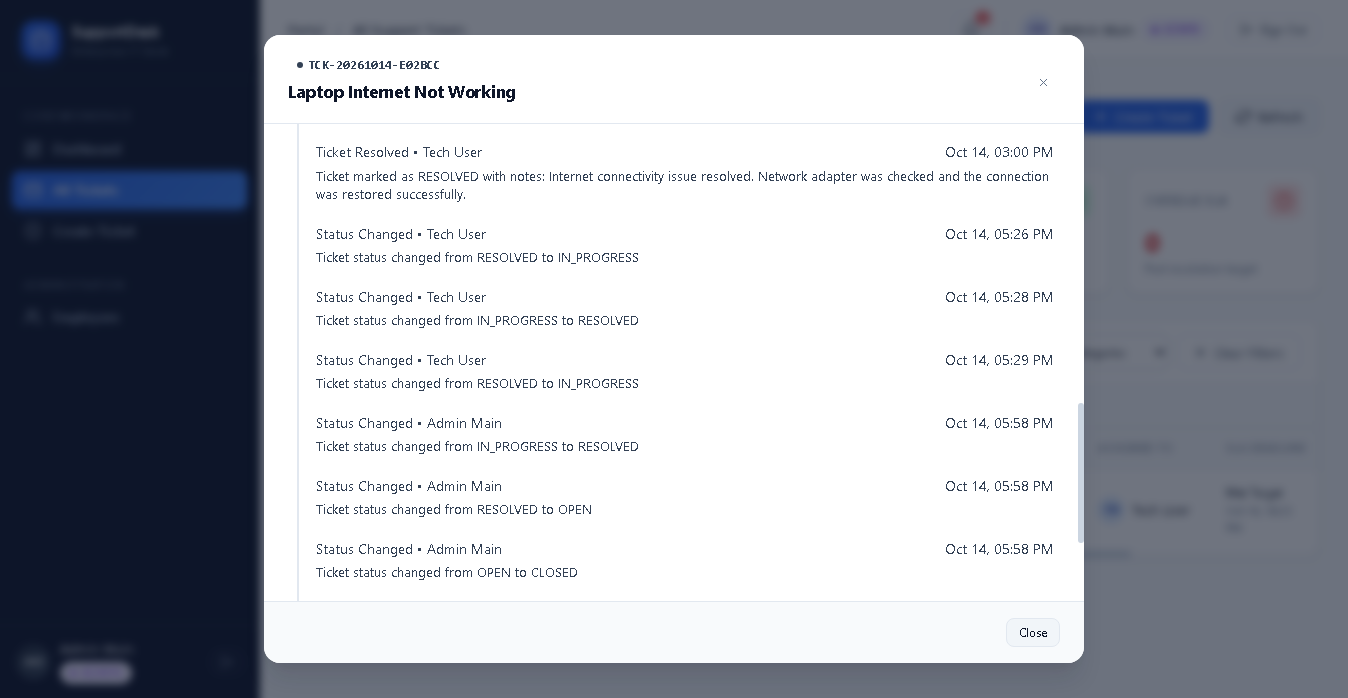 TCK-20261014-E02BCC
Laptop Internet Not Working
Ticket Resolved • Tech User Oct 14, 03:00 PM
Ticket marked as RESOLVED with notes: Internet connectivity issue resolved. Network adapter was checked and the connection
was restored successfully.
Status Changed • Tech User Oct 14, 05:26 PM
Ticket status changed from RESOLVED to IN_PROGRESS
Status Changed • Tech User Oct 14, 05:28 PM
Ticket status changed from IN_PROGRESS to RESOLVED
Status Changed • Tech User Oct 14, 05:29 PM
Ticket status changed from RESOLVED to IN_PROGRESS
Status Changed • Admin Main Oct 14, 05:58 PM
Ticket status changed from IN_PROGRESS to RESOLVED
Status Changed • Admin Main Oct 14, 05:58 PM
Ticket status changed from RESOLVED to OPEN
Status Changed • Admin Main Oct 14, 05:58 PM
Ticket status changed from OPEN to CLOSED
Close